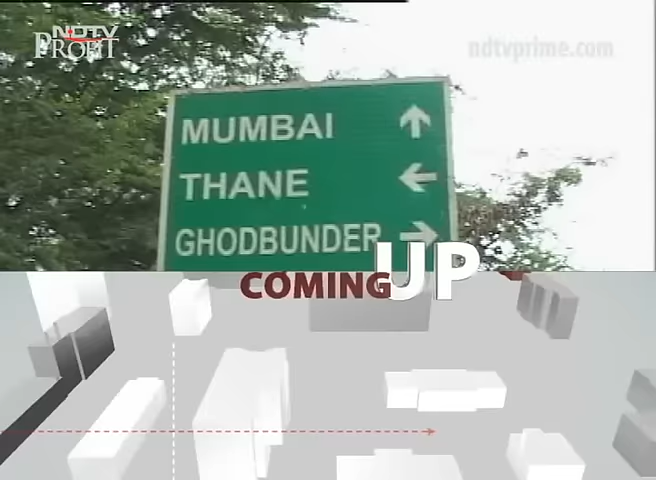 NDTV
PROFIT
ndtvprime.com
MUMBAI
THANE
GHODBUNDER
COMING UP